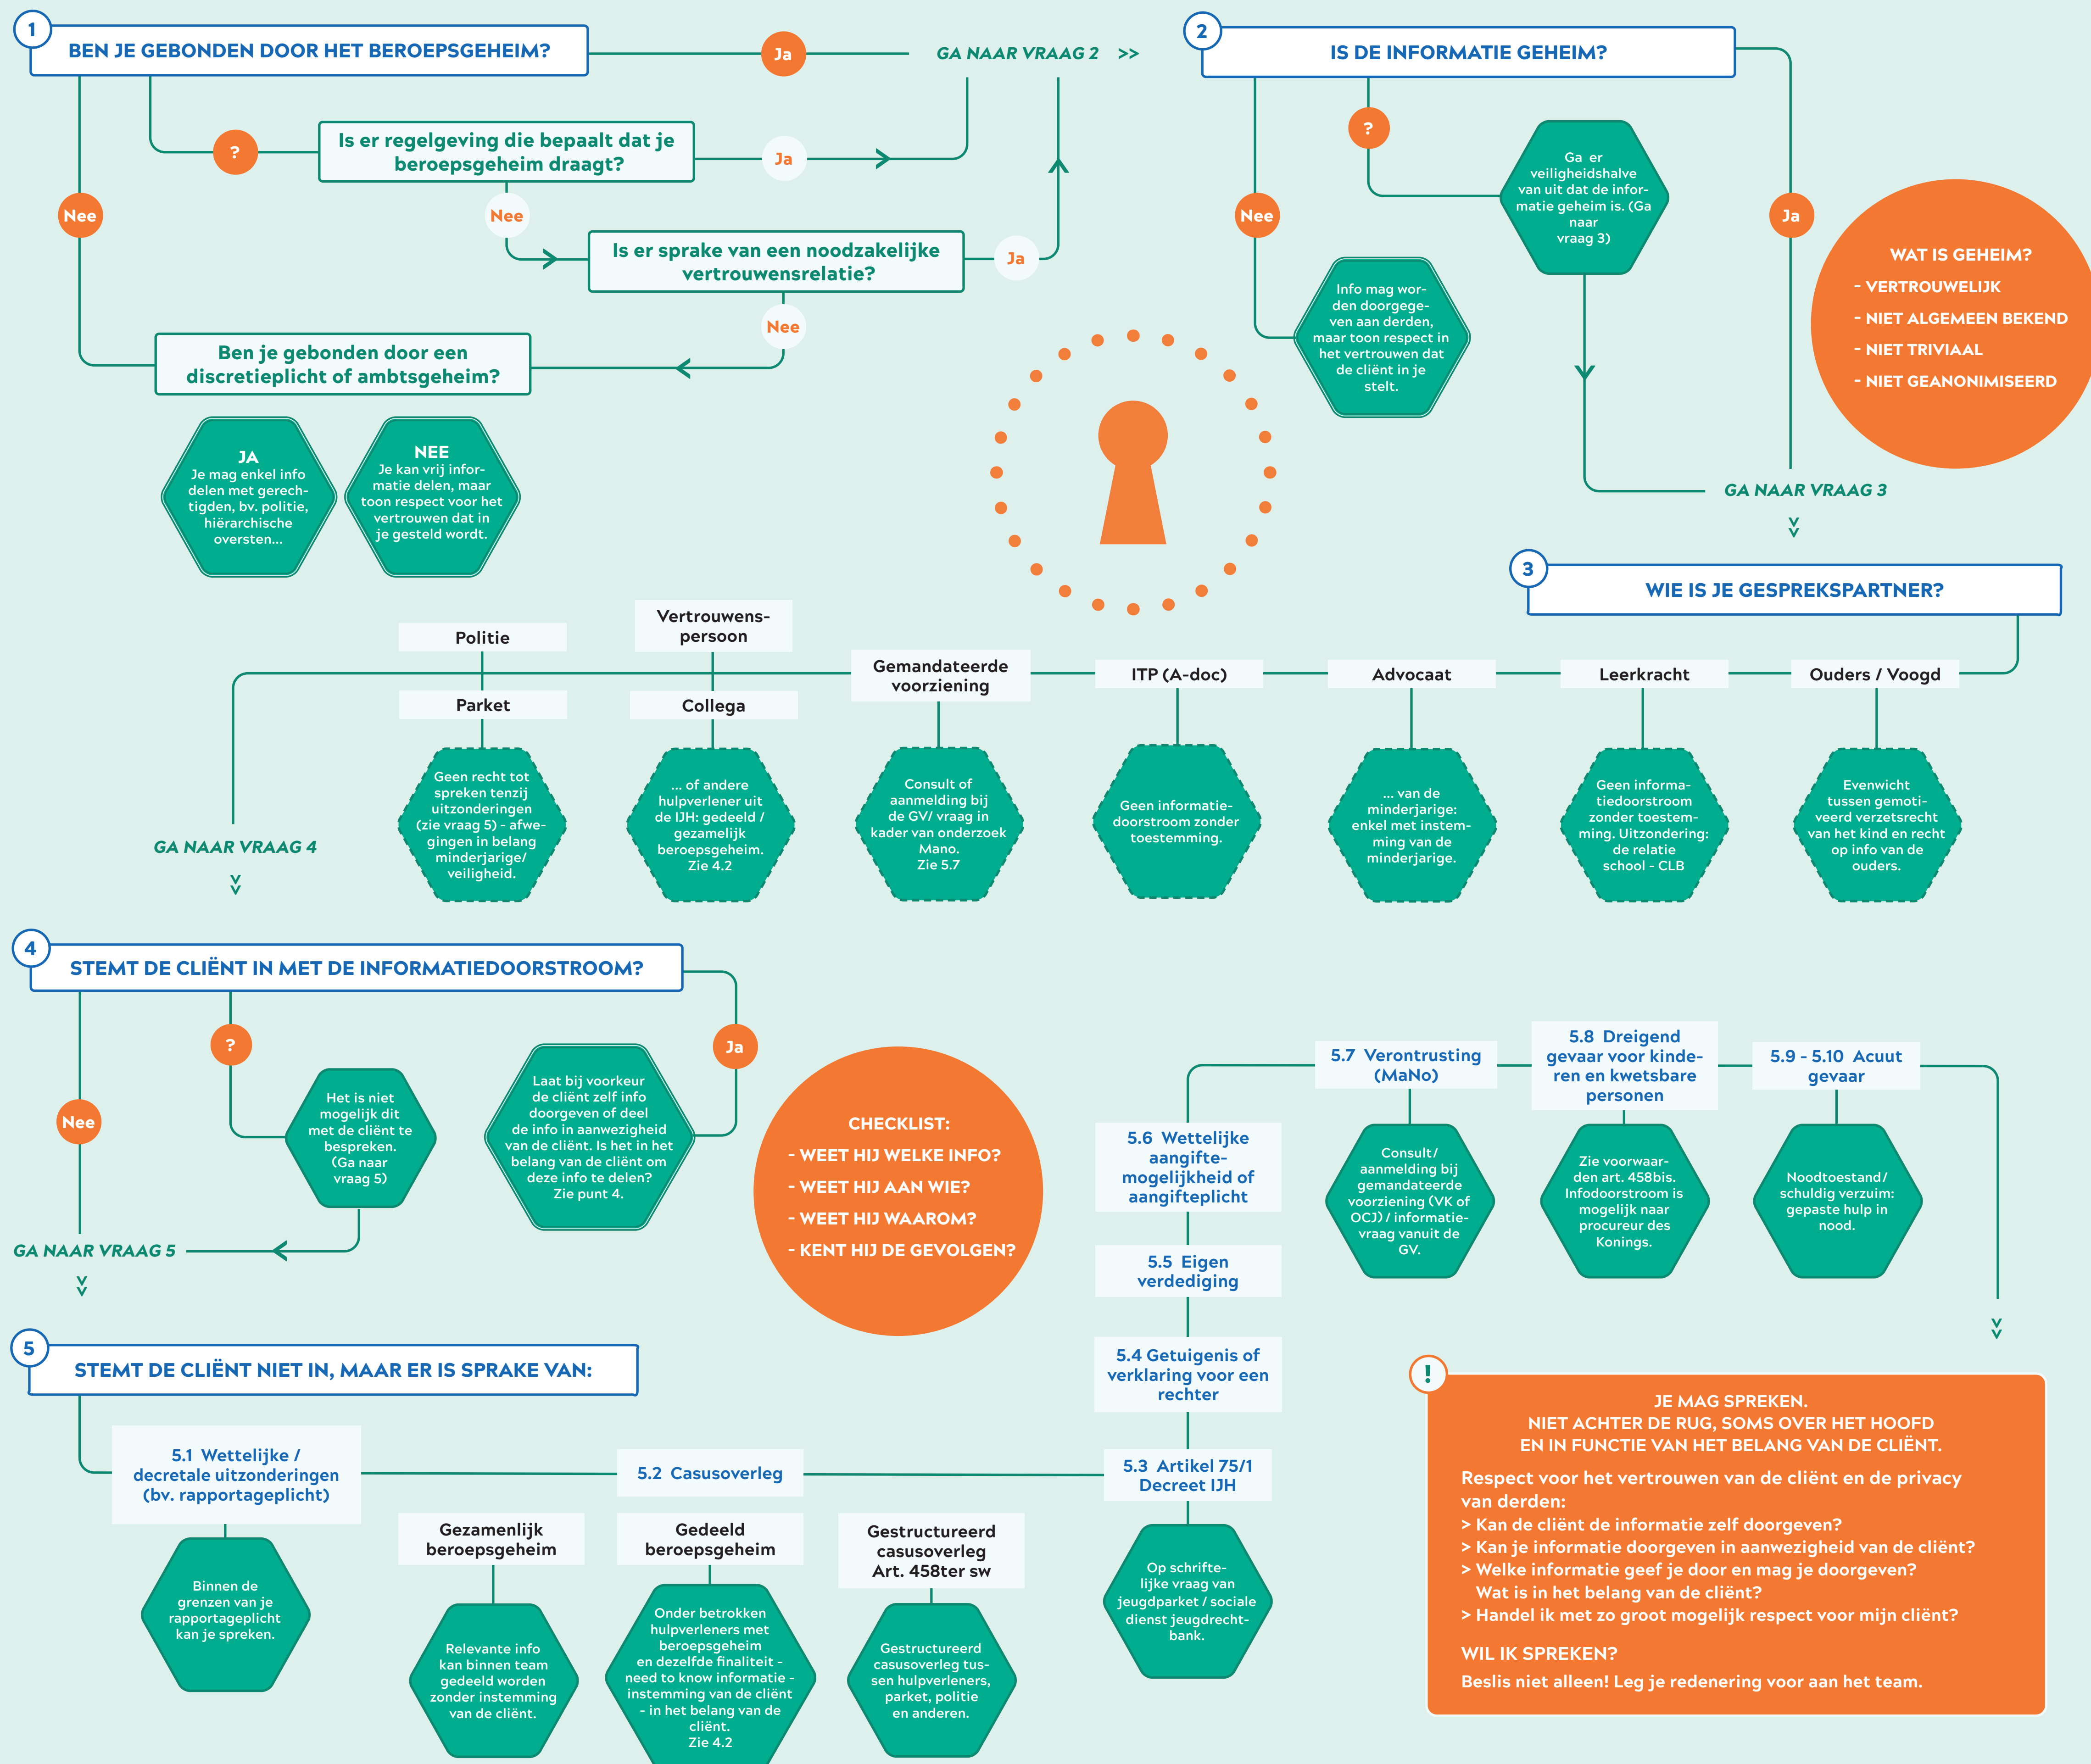 1
BEN JE GEBONDEN DOOR HET BEROEPSGEHEIM?
Ja
GA NAAR VRAAG 2 >>
?
Is er regelgeving die bepaalt dat je
beroepsgeheim draagt?
Ja
Nee
Nee
Is er sprake van een noodzakelijke
vertrouwensrelatie?
Ja
Nee
Ben je gebonden door een
discretieplicht of ambtsgeheim?
JA
Je mag enkel info
delen met gerech-
tigden, bv. politie,
hiërarchische
oversten...
NEE
Je kan vrij infor-
matie delen, maar
toon respect voor het
vertrouwen dat in
je gesteld wordt.
2
IS DE INFORMATIE GEHEIM?
?
Ga er
veiligheidshalve
van uit dat de infor-
matie geheim is. (Ga
naar
vraag 3)
Nee
Ja
Info mag wor-
den doorgege-
ven aan derden,
maar toon respect in
het vertrouwen dat
de cliënt in je
stelt.
WAT IS GEHEIM?
- VERTROUWELIJK
- NIET ALGEMEEN BEKEND
- NIET TRIVIAAL
- NIET GEANONIMISEERD
GA NAAR VRAAG 3
>>
3
WIE IS JE GESPREKSPARTNER?
Politie
Parket
Geen recht tot
spreken tenzij
uitzonderingen
(zie vraag 5) - afwe-
gingen in belang
minderjarige/
veiligheid.
Vertrouwens-
persoon
Collega
... of andere
hulpverlener uit
de IJH: gedeeld /
gezamelijk
beroepsgeheim.
Zie 4.2
Gemandateerde
voorziening
Consult of
aanmelding bij
de GV/ vraag in
kader van onderzoek
Mano.
Zie 5.7
ITP (A-doc)
Geen informatie-
doorstroom zonder
toestemming.
Advocaat
... van de
minderjarige:
enkel met instem-
ming van de
minderjarige.
Leerkracht
Geen informa-
tiedoorstroom
zonder toestem-
ming. Uitzondering:
de relatie
school - CLB
Ouders / Voogd
Evenwicht
tussen gemoti-
veerd verzetsrecht
van het kind en recht
op info van de
ouders.
GA NAAR VRAAG 4
>>
4
STEMT DE CLIËNT IN MET DE INFORMATIEDOORSTROOM?
?
Ja
Nee
Het is niet
mogelijk dit
met de cliënt te
bespreken.
(Ga naar
vraag 5)
Laat bij voorkeur
de cliënt zelf info
doorgeven of deel
de info in aanwezigheid
van de cliënt. Is het in het
belang van de cliënt om
deze info te delen?
Zie punt 4.
CHECKLIST:
- WEET HIJ WELKE INFO?
- WEET HIJ AAN WIE?
- WEET HIJ WAAROM?
- KENT HIJ DE GEVOLGEN?
GA NAAR VRAAG 5
>>
5
STEMT DE CLIËNT NIET IN, MAAR ER IS SPRAKE VAN:
5.1 Wettelijke /
decretale uitzonderingen
(bv. rapportageplicht)
Binnen de
grenzen van je
rapportageplicht
kan je spreken.
5.2 Casusoverleg
Gezamenlijk
beroepsgeheim
Relevante info
kan binnen team
gedeeld worden
zonder instemming
van de cliënt.
Gedeeld
beroepsgeheim
Onder betrokken
hulpverleners met
beroepsgeheim
en dezelfde finaliteit -
need to know informatie -
instemming van de cliënt
- in het belang van de
cliënt.
Zie 4.2
Gestructureerd
casusoverleg
Art. 458ter sw
Gestructureerd
casusoverleg tus-
sen hulpverleners,
parket, politie
en anderen.
5.3 Artikel 75/1
Decreet IJH
Op schrifte-
lijke vraag van
jeugdparket / sociale
dienst jeugdrecht-
bank.
5.4 Getuigenis of
verklaring voor een
rechter
5.5 Eigen
verdediging
5.6 Wettelijke
aangifte-
mogelijkheid of
aangifteplicht
5.7 Verontrusting
(MaNo)
Consult/
aanmelding bij
gemandateerde
voorziening (VK of
OCJ) / informatie-
vraag vanuit de
GV.
5.8 Dreigend
gevaar voor kinde-
ren en kwetsbare
personen
Zie voorwaar-
den art. 458bis.
Infodoorstroom is
mogelijk naar
procureur des
Konings.
5.9 - 5.10 Acuut
gevaar
Noodtoestand/
schuldig verzuim:
gepaste hulp in
nood.
>>
!
JE MAG SPREKEN.
NIET ACHTER DE RUG, SOMS OVER HET HOOFD
EN IN FUNCTIE VAN HET BELANG VAN DE CLIËNT.
Respect voor het vertrouwen van de cliënt en de privacy
van derden:
> Kan de cliënt de informatie zelf doorgeven?
> Kan je informatie doorgeven in aanwezigheid van de cliënt?
> Welke informatie geef je door en mag je doorgeven?
Wat is in het belang van de cliënt?
> Handel ik met zo groot mogelijk respect voor mijn cliënt?
WIL IK SPREKEN?
Beslis niet alleen! Leg je redenering voor aan het team.